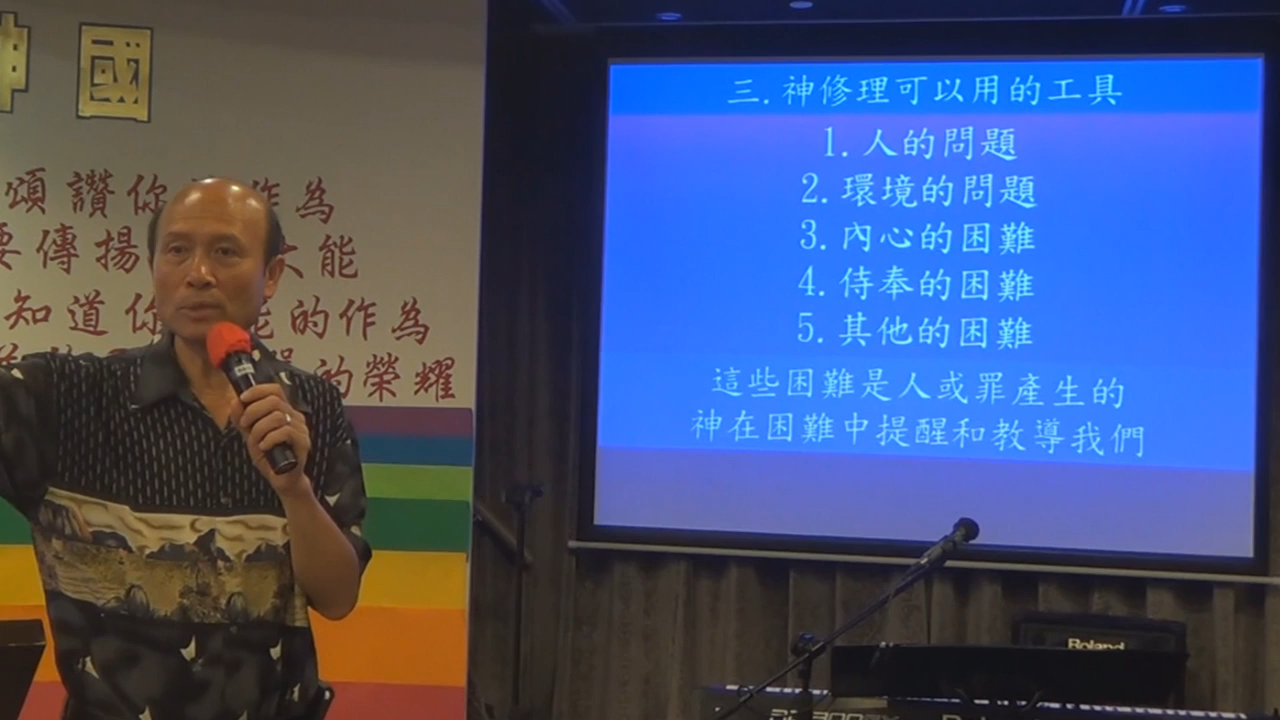 神國
頌讚你 作為
要傳揚 大能
知道你 能的作為
的榮耀
三.神修理可以用的工具
1.人的問題
2.環境的問題
3.內心的困難
4.侍奉的困難
5.其他的困難
這些困難是人或罪產生的
神在困難中提醒和教導我們
Roland